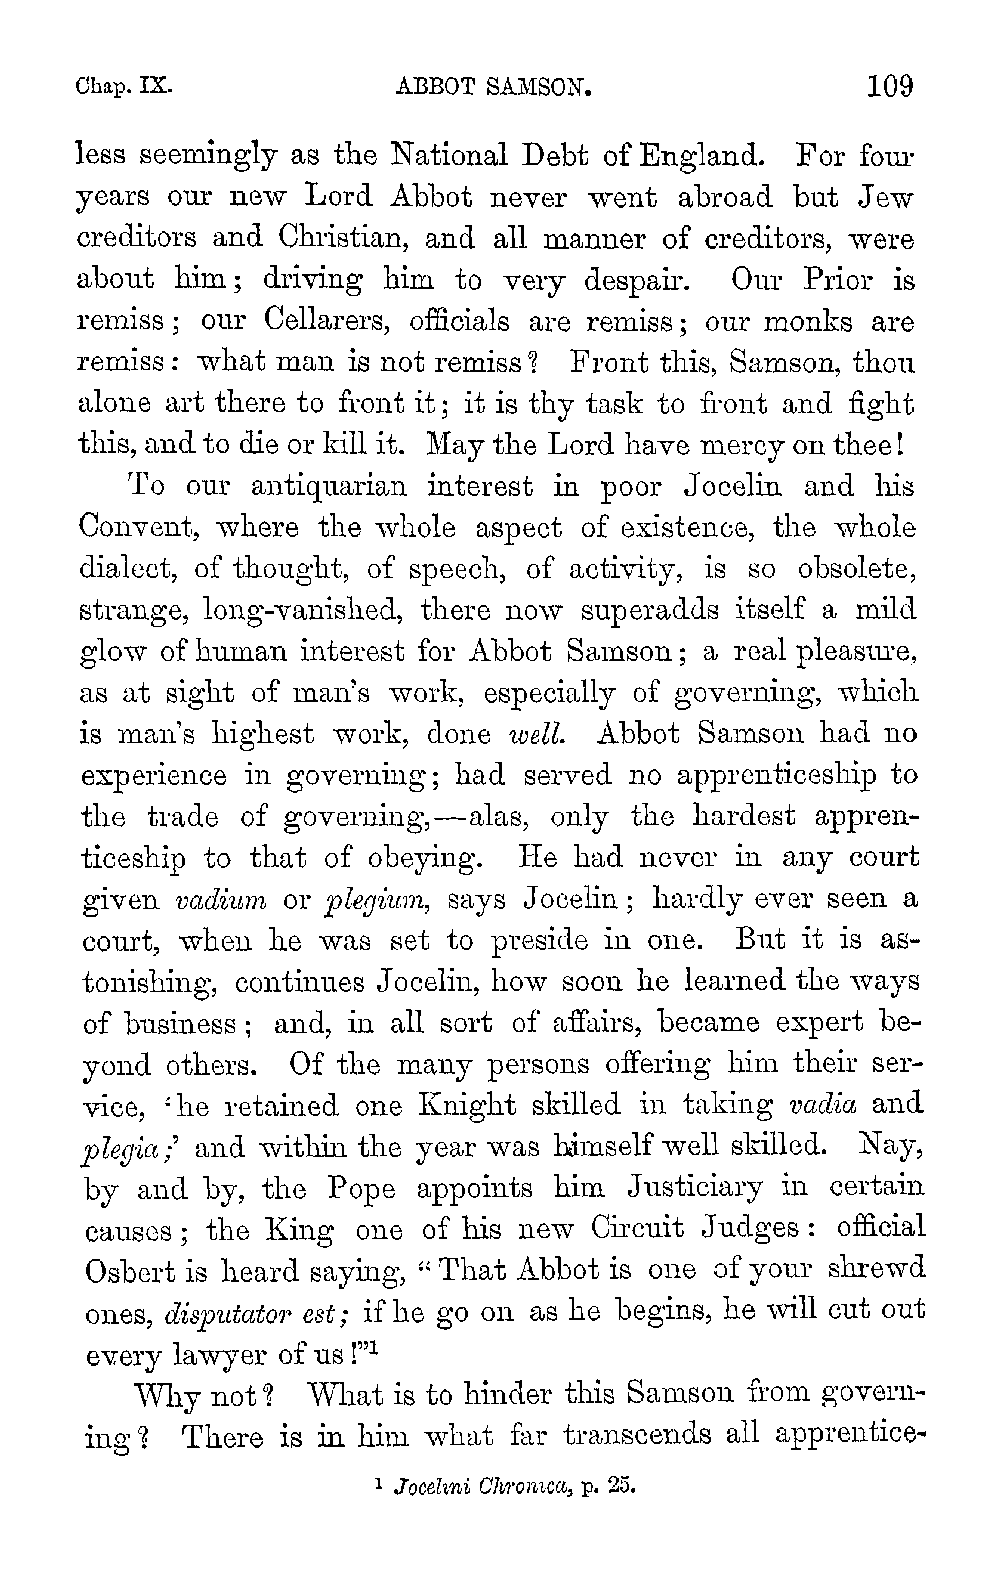 Chap. IX. ABBOT SAMSON. 109
less seemingly as the National Debt of England. For four
years our new Lord Abbot never went abroad but Jew
creditors and Christian, and all manner of creditors, were
about him; driving him to very despair. Our Prior is
remiss; our Cellarers, officials are remiss; our monks are
remiss: what man is not remiss? Front this, Samson, thou
alone art there to front it; it is thy task to front and fight
this, and to die or kill it. May the Lord have mercy on thee!
To our antiquarian interest in poor Jocelin and his
Convent, where the whole aspect of existence, the whole
dialect, of thought, of speech, of activity, is so obsolete,
strange, long-vanished, there now superadds itself a mild
glow of human interest for Abbot Samson; a real pleasure,
as at sight of man's work, especially of governing, which
is man's highest work, done well. Abbot Samson had no
experience in governing; had served no apprenticeship to
the trade of governing,—alas, only the hardest appren-
ticeship to that of obeying. He had never in any court
given vadium or plegium, says Jocelin; hardly ever seen a
court, when he was set to preside in one. But it is as-
tonishing, continues Jocelin, how soon he learned the ways
of business; and, in all sort of affairs, became expert be-
yond others. Of the many persons offering him their ser-
vice, 'he retained one Knight skilled in taking vadia and
plegia;' and within the year was himself well skilled. Nay,
by and by, the Pope appoints him Justiciary in certain
causes; the King one of his new Circuit Judges: official
Osbert is heard saying, "That Abbot is one of your shrewd
ones, disputator est; if he go on as he begins, he will cut out
every lawyer of us!"¹
Why not? What is to hinder this Samson from govern-
ing? There is in him what far transcends all apprentice-
¹ Jocelini Chronica, p. 25.